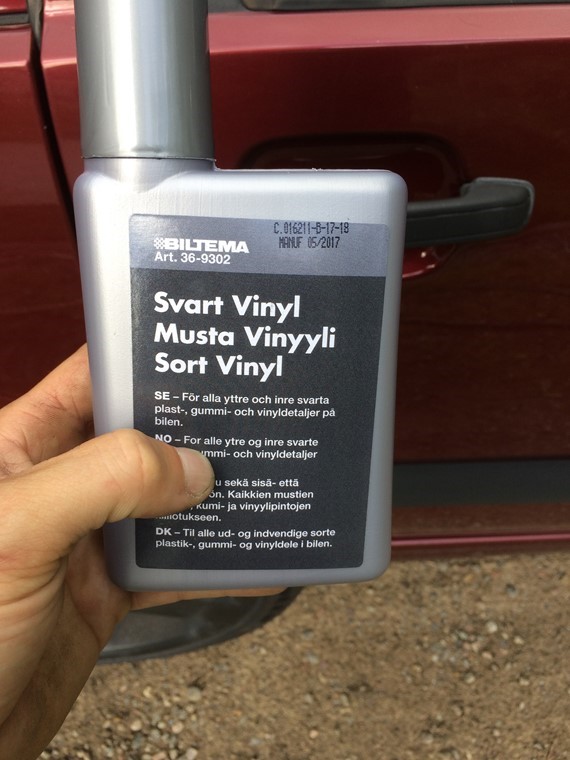 BILTEMA
Art. 36-9302
C.016211-B-17-18
MANUF 05/2017
Svart Vinyl
Musta Vinyyli
Sort Vinyl
SE – För alla yttre och inre svarta
plast-, gummi- och vinyldetaljer på
bilen.
NO – For alle ytre og inre svarte
gummi- och vinyldetaljer
sekä sisä- että
Kaikkien mustien
kumi- ja vinyylipintojen
DK – Til alle ud- og indvendige sorte
plastik-, gummi- og vinyldele i bilen.